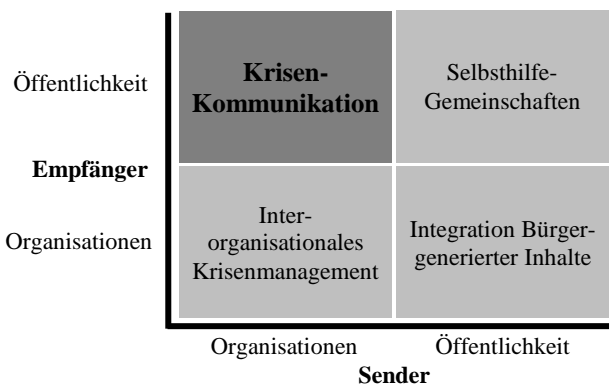 Öffentlichkeit
Krisen-
Kommunikation
Selbsthilfe-
Gemeinschaften
Empfänger
Organisationen
Inter-
organisationales
Krisenmanagement
Integration Bürger-
generierter Inhalte
Organisationen
Öffentlichkeit
Sender